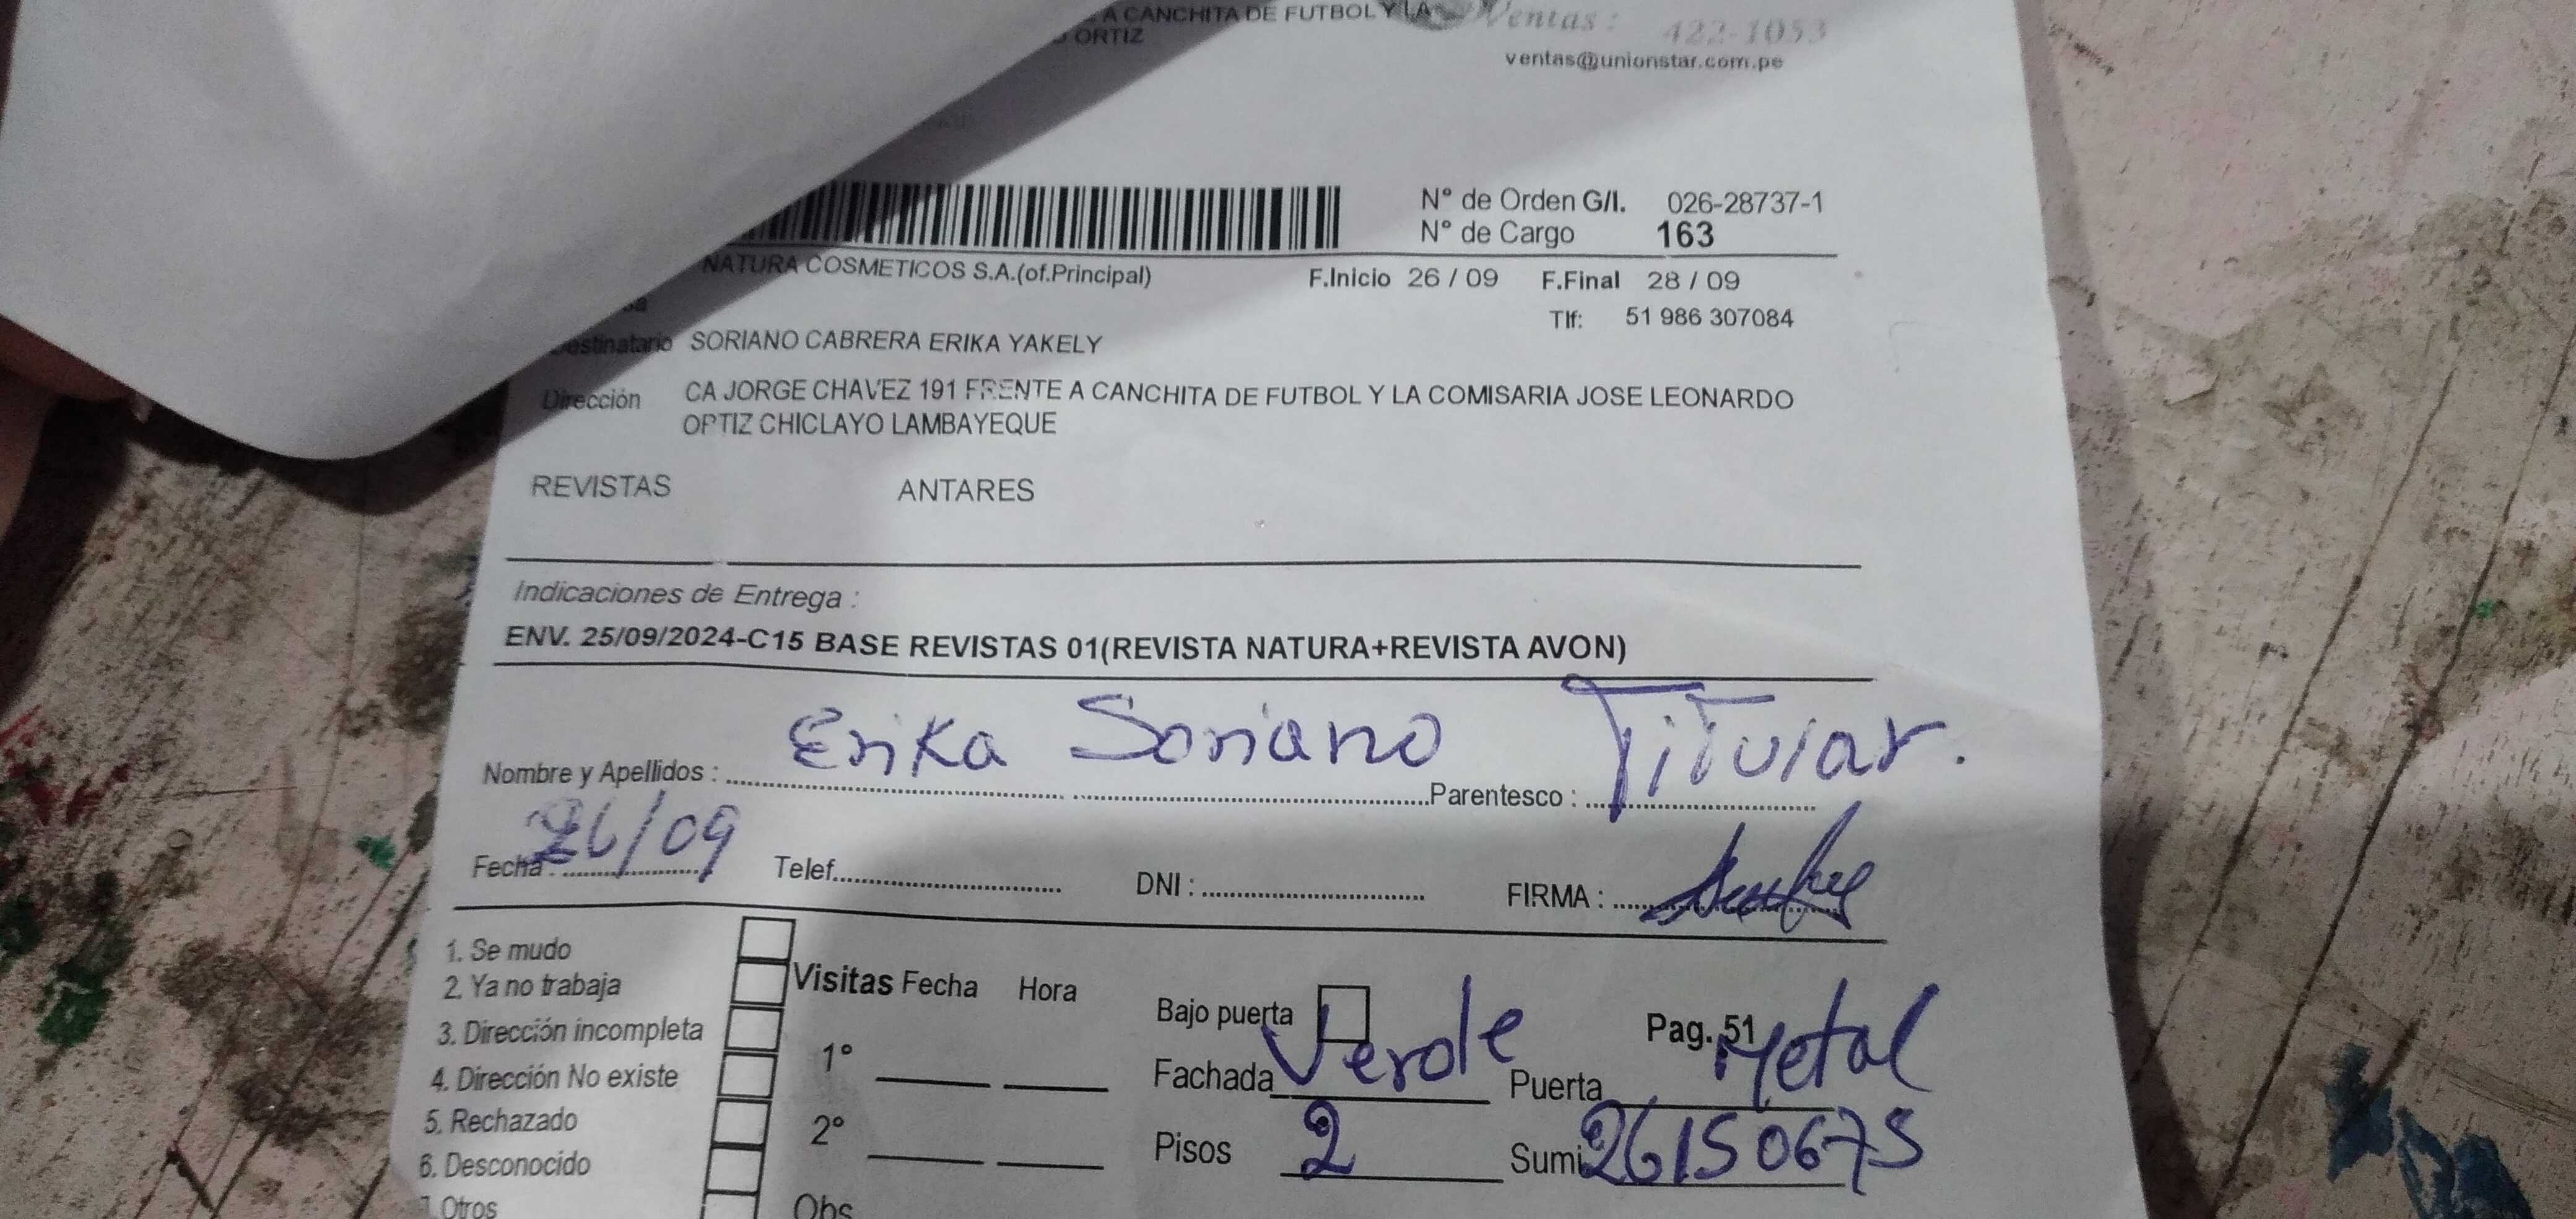 A CANCHITA DE FUTBOL Y LA
ORTIZ
Ventas : 422-1053
ventas@unionstar.com.pe
N° de Orden G/I. 026-28737-1
N° de Cargo 163
NATURA COSMETICOS S.A.(of.Principal) F.Inicio 26 / 09 F.Final 28 / 09
Tlf: 51 986 307084
Destinatario SORIANO CABRERA ERIKA YAKELY
Dirección CA JORGE CHAVEZ 191 FRENTE A CANCHITA DE FUTBOL Y LA COMISARIA JOSE LEONARDO
ORTIZ CHICLAYO LAMBAYEQUE
REVISTAS ANTARES
Indicaciones de Entrega :
ENV. 25/09/2024-C15 BASE REVISTAS 01(REVISTA NATURA+REVISTA AVON)
Nombre y Apellidos : Erika Soriano Parentesco : Titular.
Fecha : 26/09 Telef. DNI : FIRMA :
1. Se mudo
2. Ya no trabaja
3. Dirección incompleta
4. Dirección No existe
5. Rechazado
6. Desconocido
7. Otros
Visitas Fecha Hora
1°
2°
Obs
Bajo puerta Pag. 51
Fachada Verde Puerta Metal
Pisos 2 Sumi 26150675